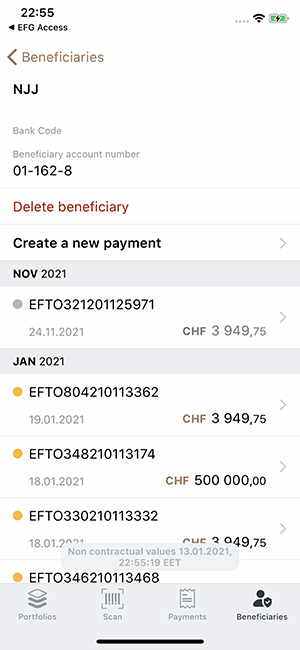 22:55
◀ EFG Access
Beneficiaries
NJJ
Bank Code
Beneficiary account number
01-162-8
Delete beneficiary
Create a new payment
NOV 2021
EFTO321201125971
24.11.2021 CHF 3 949,75
JAN 2021
EFTO804210113362
19.01.2021 CHF 3 949,75
EFTO348210113174
18.01.2021 CHF 500 000,00
EFTO330210113332
18.01.2021 CHF 3 949,75
Non contractual values 13.01.2021,
22:55:19 EET
EFTO346210113468
Portfolios Scan Payments Beneficiaries